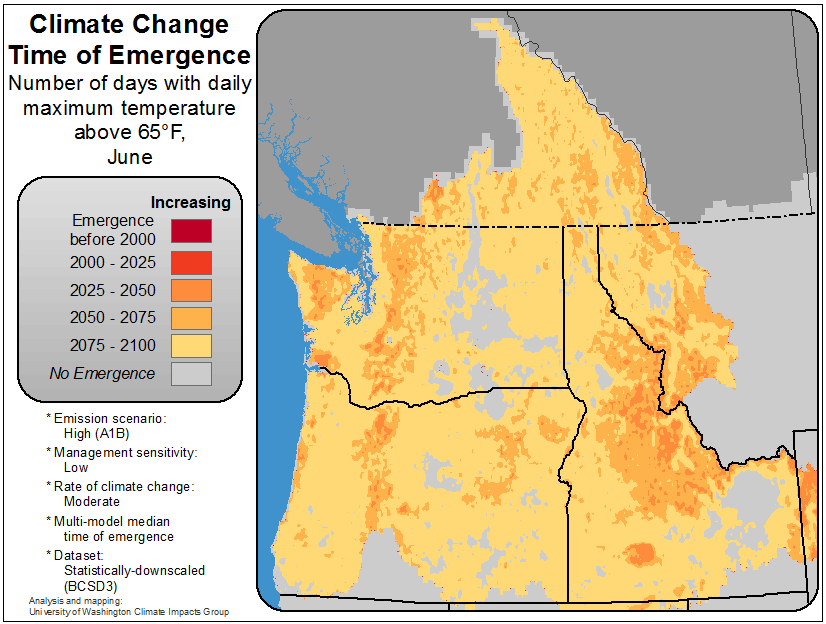 Climate Change
Time of Emergence
Number of days with daily
maximum temperature
above 65°F,
June
Increasing
Emergence
before 2000
2000 - 2025
2025 - 2050
2050 - 2075
2075 - 2100
No Emergence
* Emission scenario:
High (A1B)
* Management sensitivity:
Low
* Rate of climate change:
Moderate
* Multi-model median
time of emergence
* Dataset:
Statistically-downscaled
(BCSD3)
Analysis and mapping:
University of Washington Climate Impacts Group